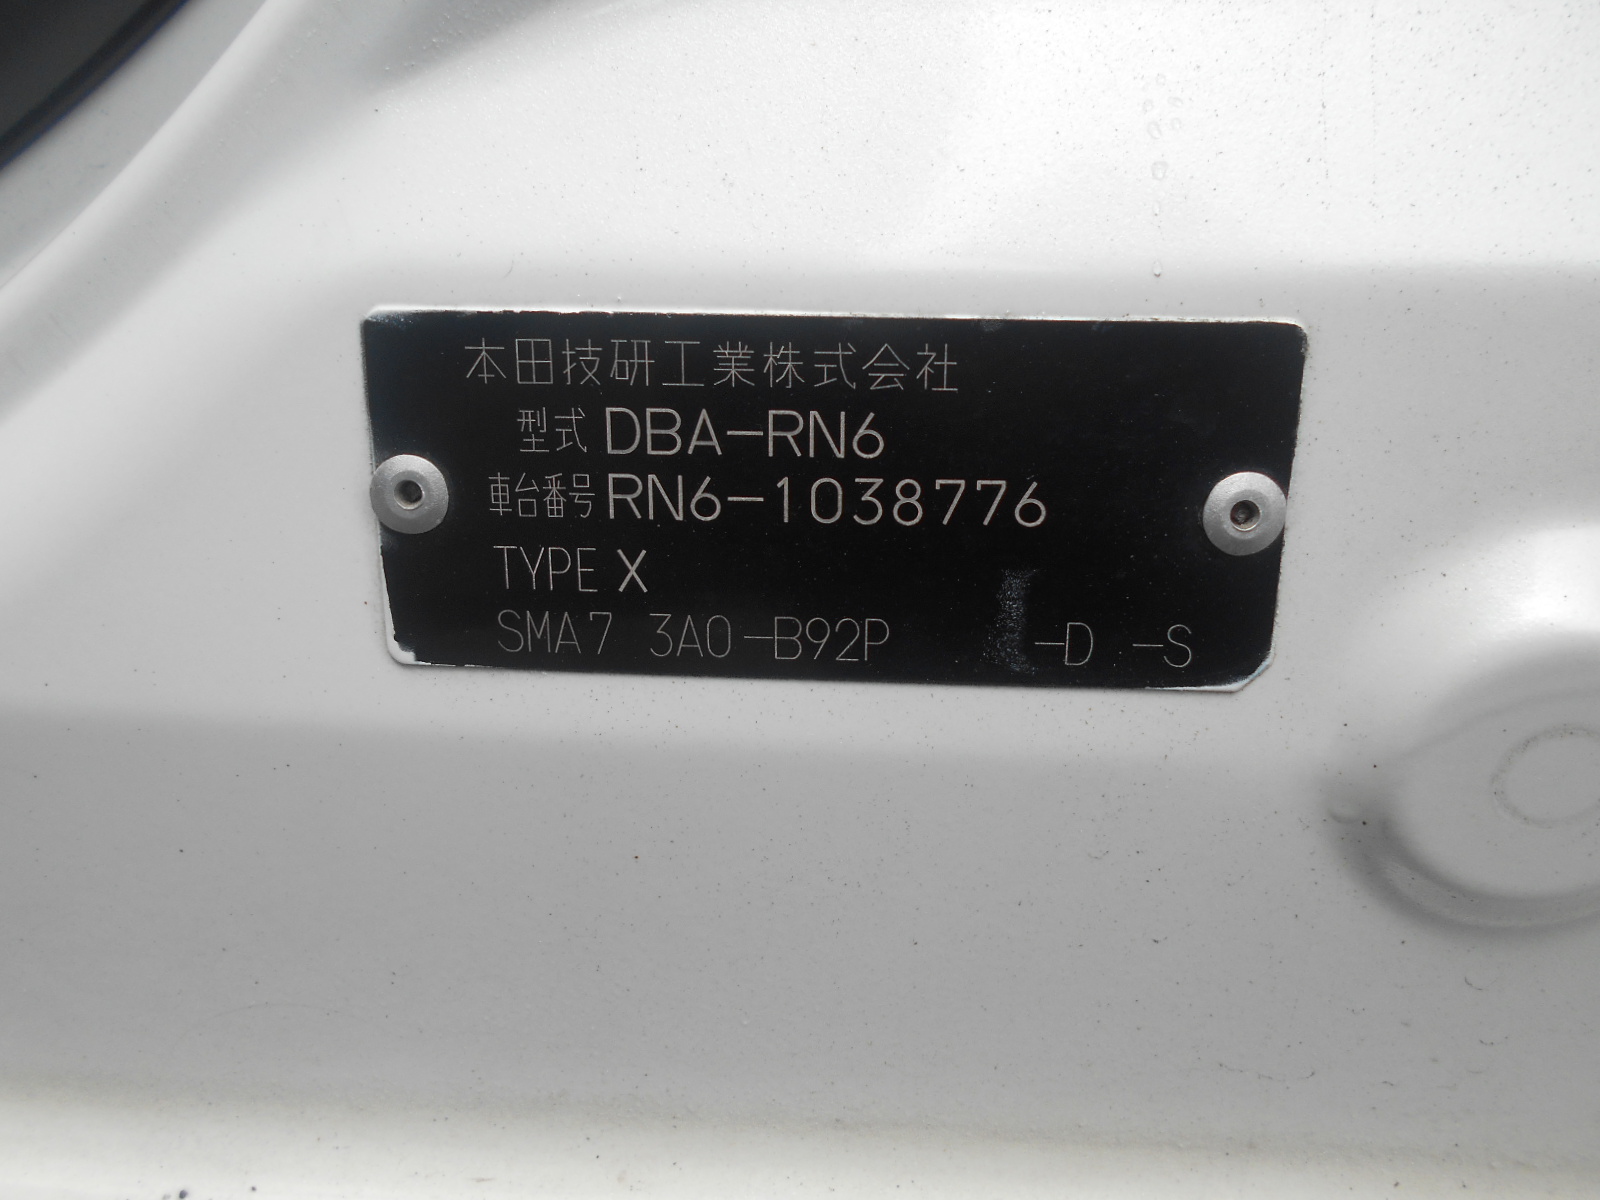 本田技研工業株式会社
型式 DBA-RN6
車台番号 RN6-1038776
TYPE X
SMA7 3A0-B92P -D -S